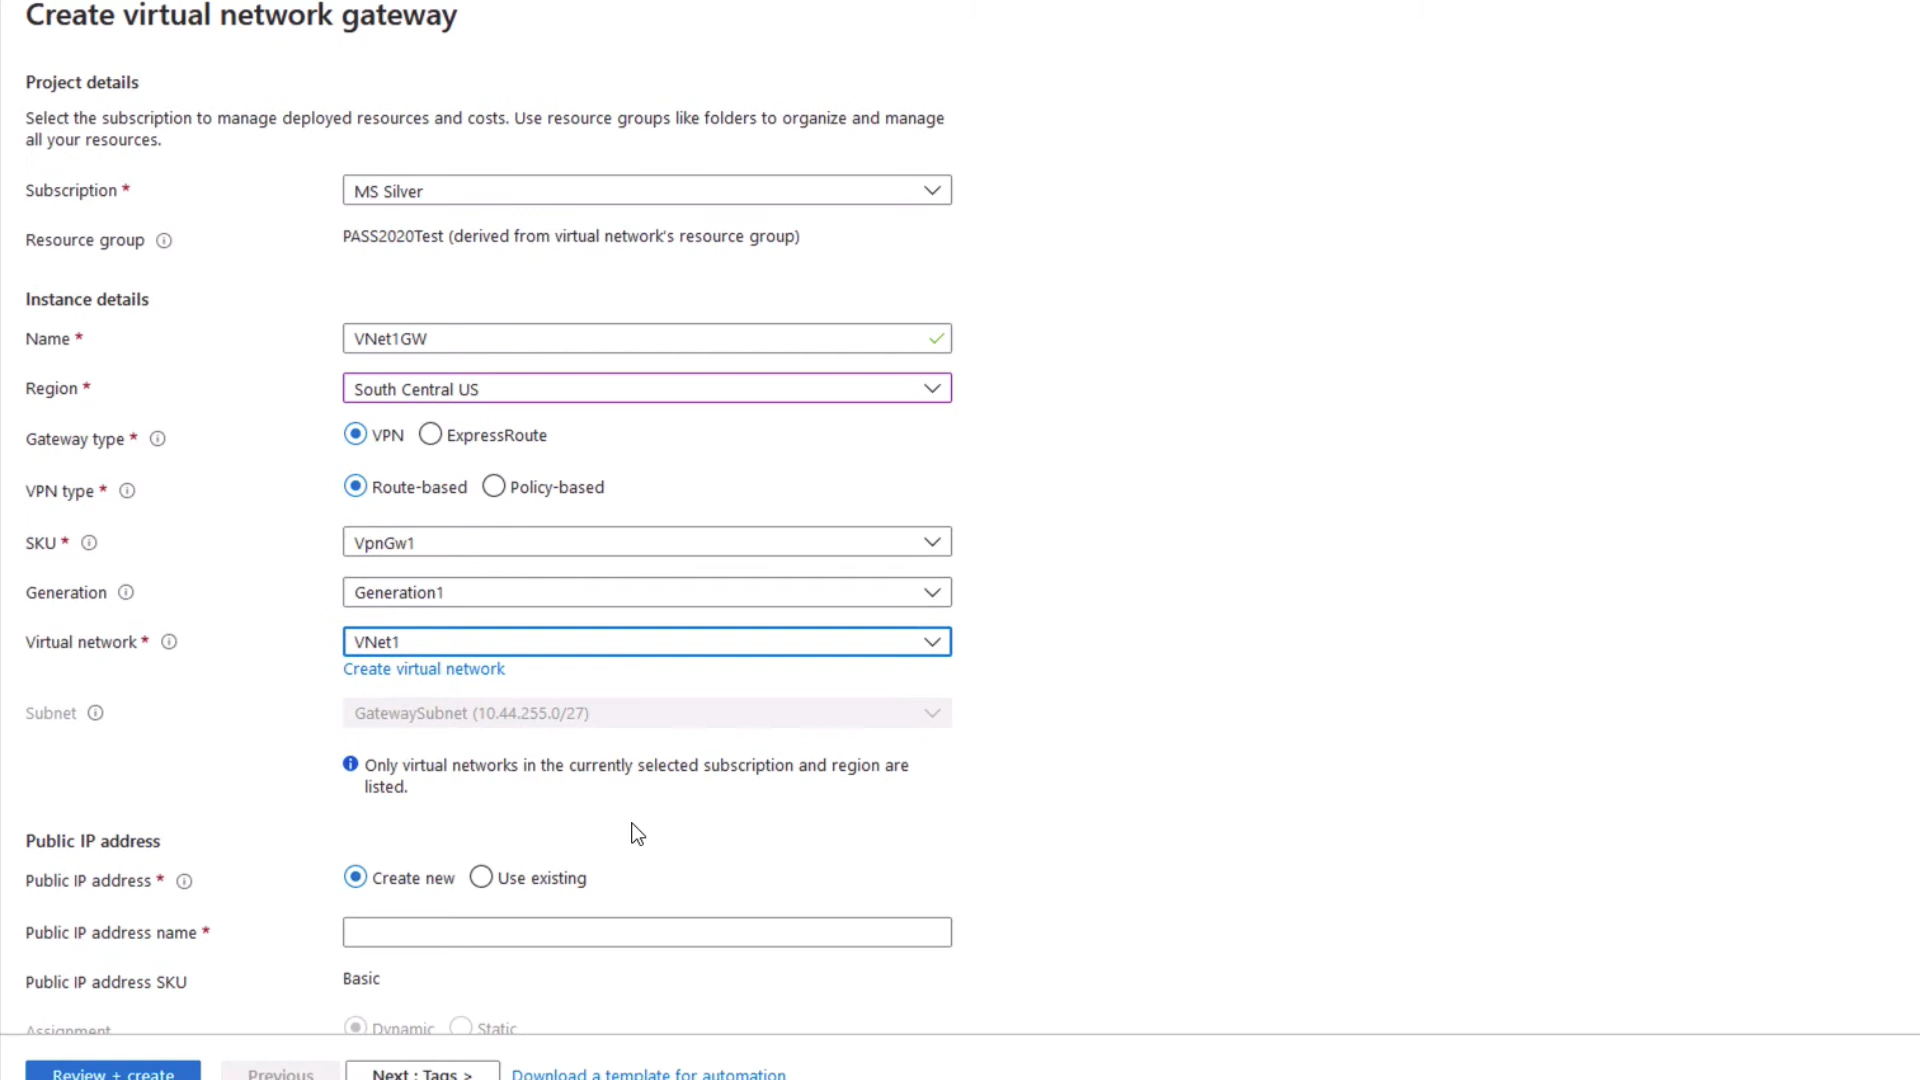 Create virtual network gateway
Project details
Select the subscription to manage deployed resources and costs. Use resource groups like folders to organize and manage
all your resources.
Subscription *
MS Silver
Resource group
PASS2020Test (derived from virtual network's resource group)
Instance details
Name *
VNet1GW
Region *
South Central US
Gateway type *
VPN
ExpressRoute
VPN type *
Route-based
Policy-based
SKU *
VpnGw1
Generation
Generation1
Virtual network *
VNet1
Create virtual network
Subnet
GatewaySubnet (10.44.255.0/27)
Only virtual networks in the currently selected subscription and region are
listed.
Public IP address
Public IP address *
Create new
Use existing
Public IP address name *
Public IP address SKU
Basic
Assignment
Dynamic
Static
Review + create
Previous
Next : Tags >
Download a template for automation